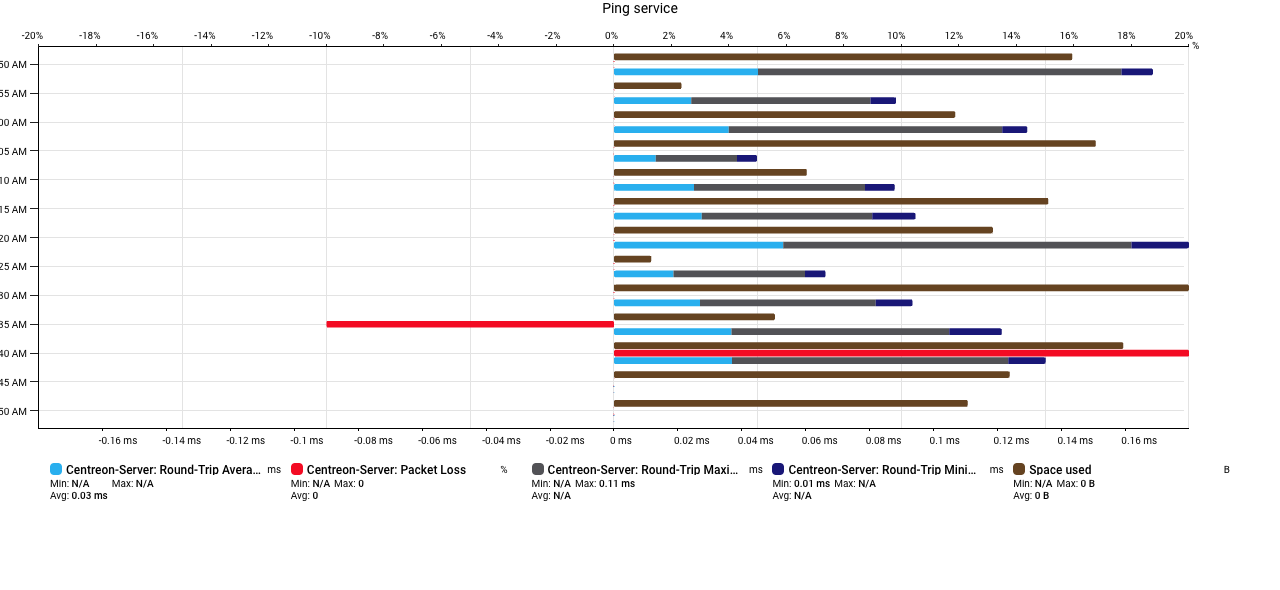 Ping service
-20% -18% -16% -14% -12% -10% -8% -6% -4% -2% 0% 2% 4% 6% 8% 10% 12% 14% 16% 18% 20%
%
50 AM
55 AM
00 AM
05 AM
10 AM
15 AM
20 AM
25 AM
30 AM
35 AM
40 AM
45 AM
50 AM
-0.16 ms -0.14 ms -0.12 ms -0.1 ms -0.08 ms -0.06 ms -0.04 ms -0.02 ms 0 ms 0.02 ms 0.04 ms 0.06 ms 0.08 ms 0.1 ms 0.12 ms 0.14 ms 0.16 ms
Centreon-Server: Round-Trip Avera... ms Centreon-Server: Packet Loss % Centreon-Server: Round-Trip Maxi... ms Centreon-Server: Round-Trip Mini... ms Space used B
Min: N/A Max: N/A Min: N/A Max: 0 Min: N/A Max: 0.11 ms Min: 0.01 ms Max: N/A Min: N/A Max: 0 B
Avg: 0.03 ms Avg: 0 Avg: N/A Avg: N/A Avg: 0 B